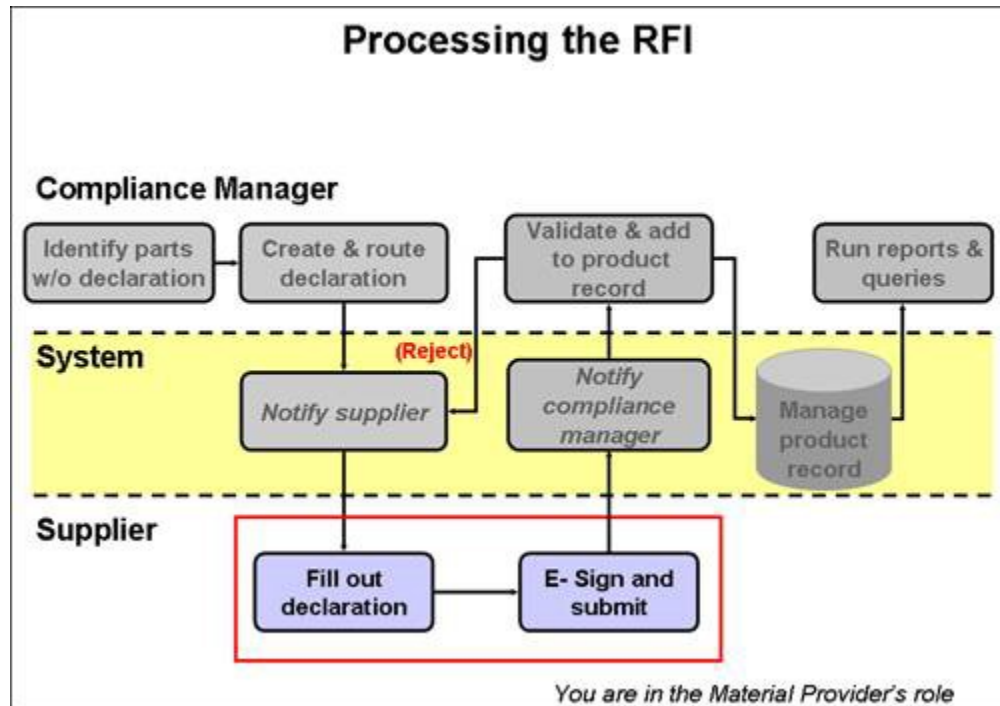 Processing the RFI
Compliance Manager
Identify parts
w/o declaration
Create & route
declaration
Validate & add
to product
record
Run reports &
queries
System
(Reject)
Notify supplier
Notify
compliance
manager
Manage
product
record
Supplier
Fill out
declaration
E- Sign and
submit
You are in the Material Provider's role